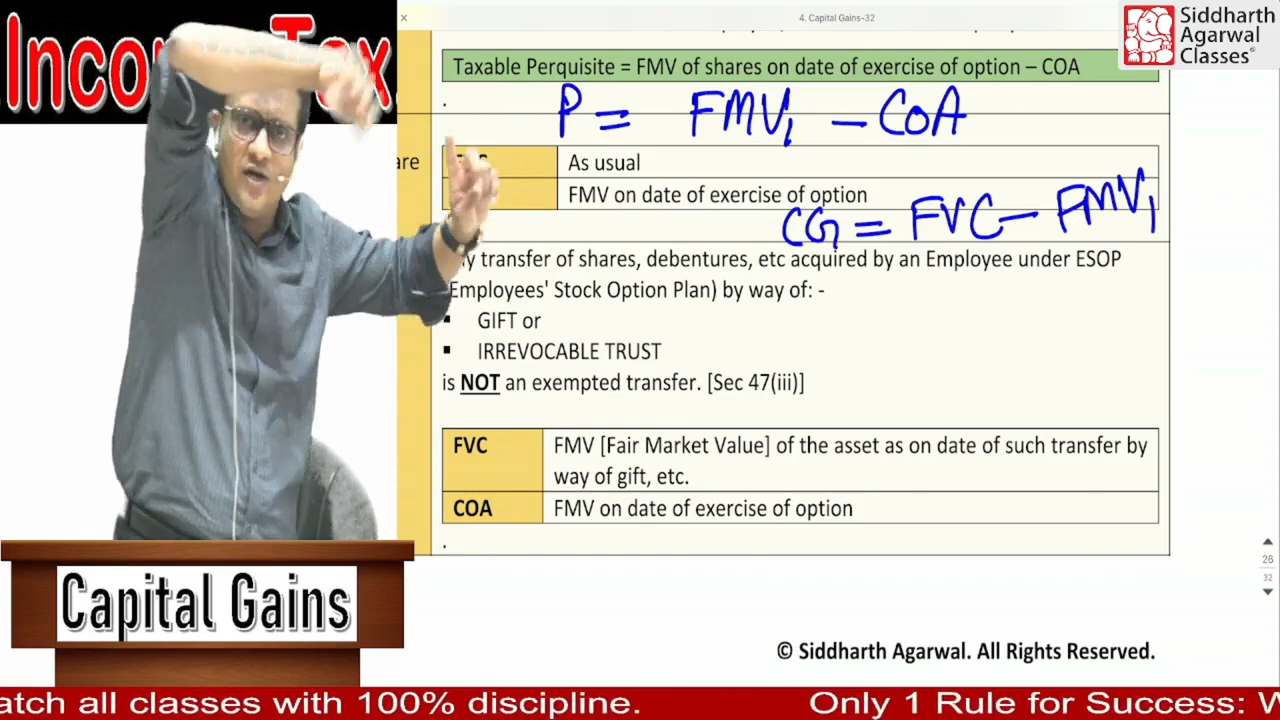 Income Tax
4. Capital Gains-32
Siddharth
Agarwal
Classes
Taxable Perquisite = FMV of shares on date of exercise of option – COA
P = FMV1 - COA
are
As usual
FMV on date of exercise of option
CG = FVC - FMV1
transfer of shares, debentures, etc acquired by an Employee under ESOP
Employees' Stock Option Plan) by way of: -
▪ GIFT or
▪ IRREVOCABLE TRUST
is NOT an exempted transfer. [Sec 47(iii)]
FVC FMV [Fair Market Value] of the asset as on date of such transfer by
way of gift, etc.
COA FMV on date of exercise of option
26
32
Capital Gains
© Siddharth Agarwal. All Rights Reserved.
atch all classes with 100% discipline. Only 1 Rule for Success: W